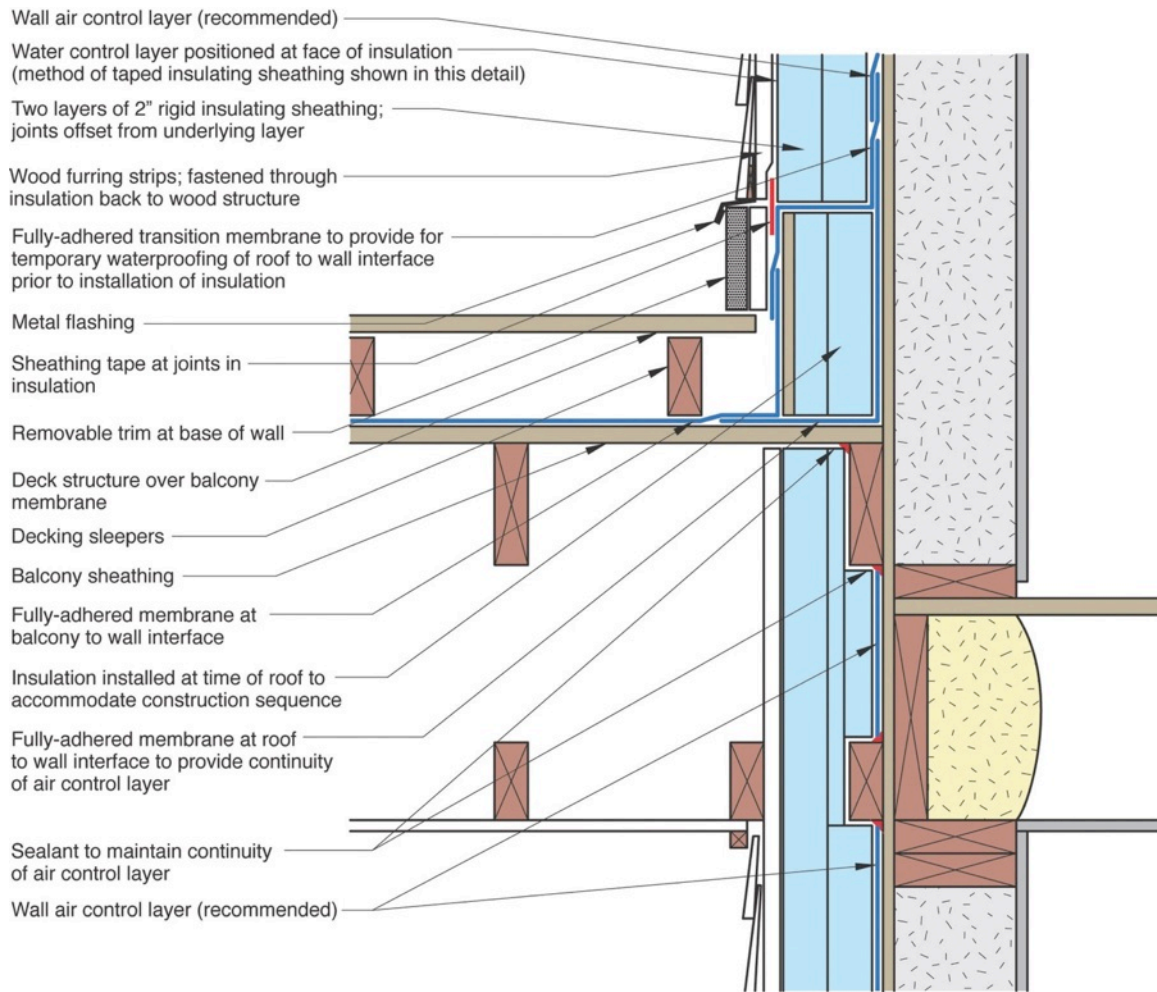 Wall air control layer (recommended)
Water control layer positioned at face of insulation
(method of taped insulating sheathing shown in this detail)
Two layers of 2” rigid insulating sheathing;
joints offset from underlying layer
Wood furring strips; fastened through
insulation back to wood structure
Fully-adhered transition membrane to provide for
temporary waterproofing of roof to wall interface
prior to installation of insulation
Metal flashing
Sheathing tape at joints in
insulation
Removable trim at base of wall
Deck structure over balcony
membrane
Decking sleepers
Balcony sheathing
Fully-adhered membrane at
balcony to wall interface
Insulation installed at time of roof to
accommodate construction sequence
Fully-adhered membrane at roof
to wall interface to provide continuity
of air control layer
Sealant to maintain continuity
of air control layer
Wall air control layer (recommended)